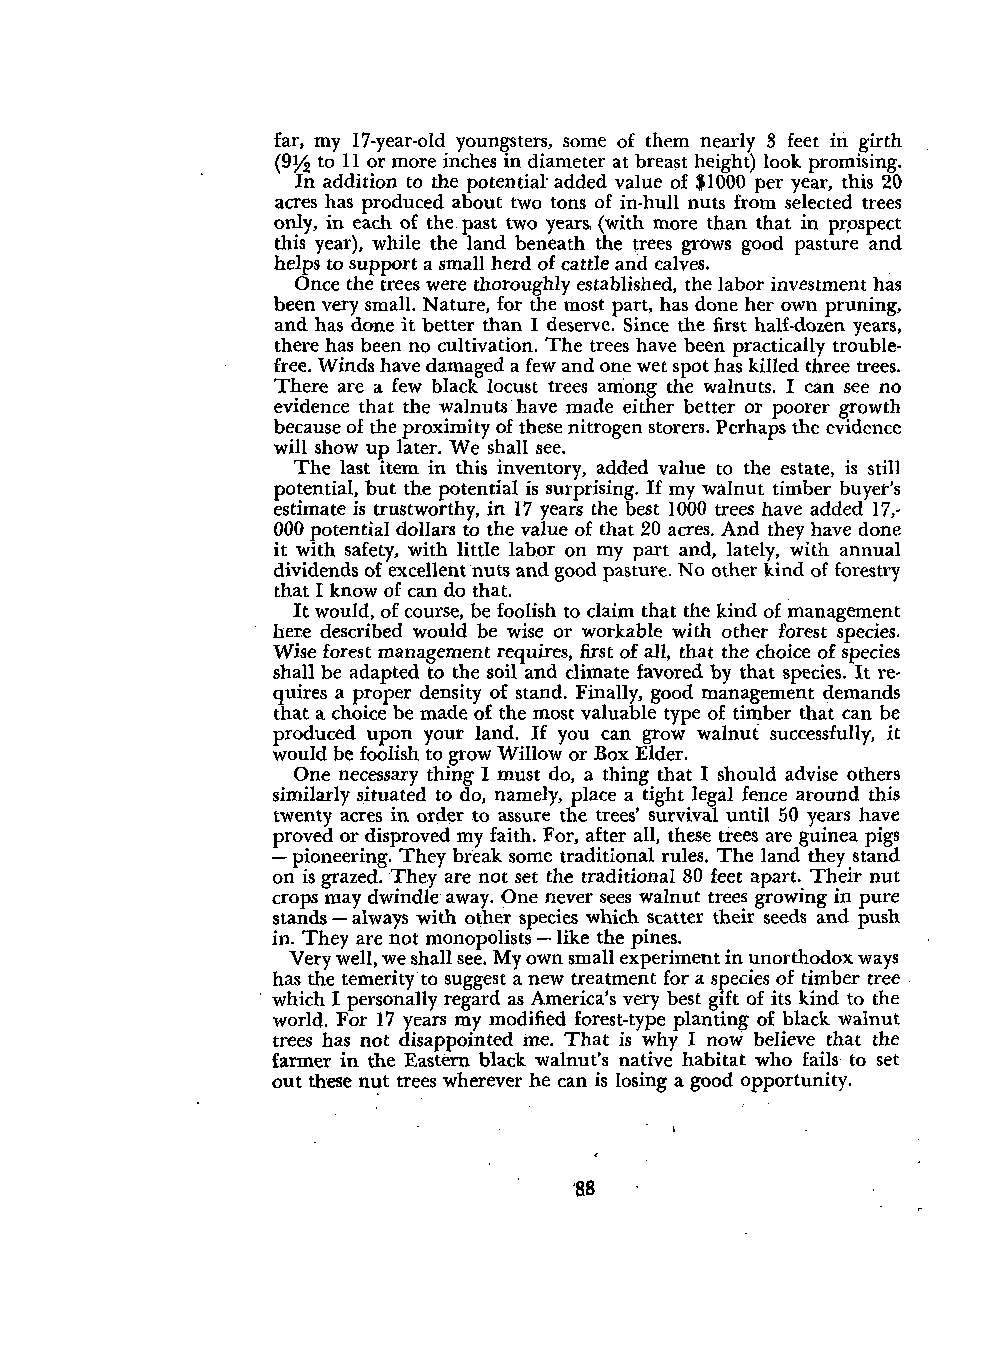 far, my 17-year-old youngsters, some of them nearly 3 feet in girth
(9½ to 11 or more inches in diameter at breast height) look promising.
In addition to the potential added value of $1000 per year, this 20
acres has produced about two tons of in-hull nuts from selected trees
only, in each of the past two years (with more than that in prospect
this year), while the land beneath the trees grows good pasture and
helps to support a small herd of cattle and calves.
Once the trees were thoroughly established, the labor investment has
been very small. Nature, for the most part, has done her own pruning,
and has done it better than I deserve. Since the first half-dozen years,
there has been no cultivation. The trees have been practically trouble-
free. Winds have damaged a few and one wet spot has killed three trees.
There are a few black locust trees among the walnuts. I can see no
evidence that the walnuts have made either better or poorer growth
because of the proximity of these nitrogen storers. Perhaps the evidence
will show up later. We shall see.
The last item in this inventory, added value to the estate, is still
potential, but the potential is surprising. If my walnut timber buyer's
estimate is trustworthy, in 17 years the best 1000 trees have added 17,-
000 potential dollars to the value of that 20 acres. And they have done
it with safety, with little labor on my part and, lately, with annual
dividends of excellent nuts and good pasture. No other kind of forestry
that I know of can do that.
It would, of course, be foolish to claim that the kind of management
here described would be wise or workable with other forest species.
Wise forest management requires, first of all, that the choice of species
shall be adapted to the soil and climate favored by that species. It re-
quires a proper density of stand. Finally, good management demands
that a choice be made of the most valuable type of timber that can be
produced upon your land. If you can grow walnut successfully, it
would be foolish to grow Willow or Box Elder.
One necessary thing I must do, a thing that I should advise others
similarly situated to do, namely, place a tight legal fence around this
twenty acres in order to assure the trees' survival until 50 years have
proved or disproved my faith. For, after all, these trees are guinea pigs
— pioneering. They break some traditional rules. The land they stand
on is grazed. They are not set the traditional 80 feet apart. Their nut
crops may dwindle away. One never sees walnut trees growing in pure
stands — always with other species which scatter their seeds and push
in. They are not monopolists — like the pines.
Very well, we shall see. My own small experiment in unorthodox ways
has the temerity to suggest a new treatment for a species of timber tree
which I personally regard as America's very best gift of its kind to the
world. For 17 years my modified forest-type planting of black walnut
trees has not disappointed me. That is why I now believe that the
farmer in the Eastern black walnut's native habitat who fails to set
out these nut trees wherever he can is losing a good opportunity.
88